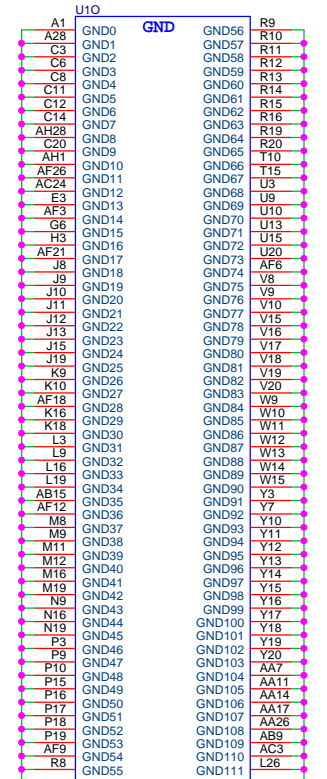 U1O
GND
A1 GND0 GND56 R9
A28 GND1 GND57 R10
C3 GND2 GND58 R11
C6 GND3 GND59 R12
C8 GND4 GND60 R13
C11 GND5 GND61 R14
C12 GND6 GND62 R15
C14 GND7 GND63 R16
AH28 GND8 GND64 R19
C20 GND9 GND65 R20
AH1 GND10 GND66 T10
AF26 GND11 GND67 T15
AC24 GND12 GND68 U3
E3 GND13 GND69 U9
AF3 GND14 GND70 U10
G6 GND15 GND71 U13
H3 GND16 GND72 U15
AF21 GND17 GND73 U20
J8 GND18 GND74 AF6
J9 GND19 GND75 V8
J10 GND20 GND76 V9
J11 GND21 GND77 V10
J12 GND22 GND78 V15
J13 GND23 GND79 V16
J15 GND24 GND80 V17
J19 GND25 GND81 V18
K9 GND26 GND82 V19
K10 GND27 GND83 V20
AF18 GND28 GND84 W9
K16 GND29 GND85 W10
K18 GND30 GND86 W11
L3 GND31 GND87 W12
L9 GND32 GND88 W13
L16 GND33 GND89 W14
L19 GND34 GND90 W15
AB15 GND35 GND91 Y3
AF12 GND36 GND92 Y7
M8 GND37 GND93 Y10
M9 GND38 GND94 Y11
M11 GND39 GND95 Y12
M12 GND40 GND96 Y13
M16 GND41 GND97 Y14
M19 GND42 GND98 Y15
N9 GND43 GND99 Y16
N16 GND44 GND100 Y17
N19 GND45 GND101 Y18
P3 GND46 GND102 Y19
P9 GND47 GND103 Y20
P10 GND48 GND104 AA7
P15 GND49 GND105 AA11
P16 GND50 GND106 AA14
P17 GND51 GND107 AA17
P18 GND52 GND108 AA26
P19 GND53 GND109 AB9
AF9 GND54 GND110 AC3
R8 GND55 GND111 L26